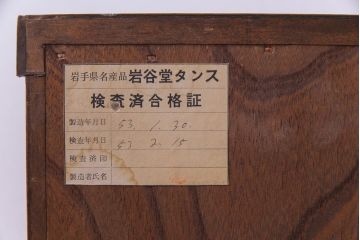 岩手県名産品 岩谷堂タンス
検査済合格証
製造年月日 53. 1. 30.
検査年月日 53 2. 15
検査済印
製造者氏名